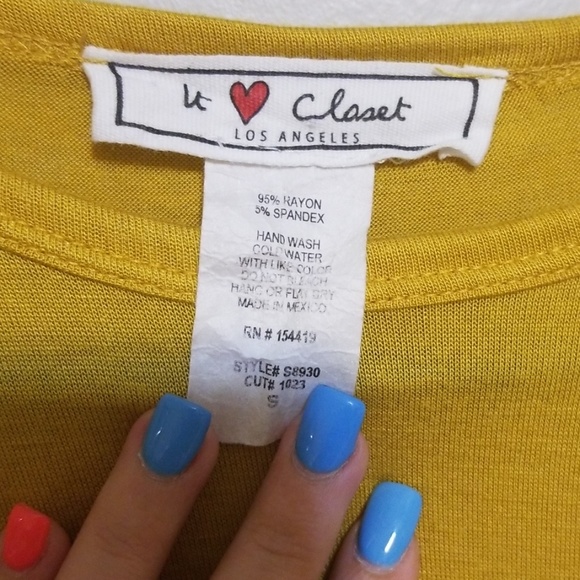 It ♥ Closet
LOS ANGELES
95% RAYON
5% SPANDEX
HAND WASH
COLD WATER
WITH LIKE COLOR
DO NOT BLEACH
HANG OR FLAT DRY
MADE IN MEXICO
RN # 154419
STYLE# S8930
CUT# 1023
S